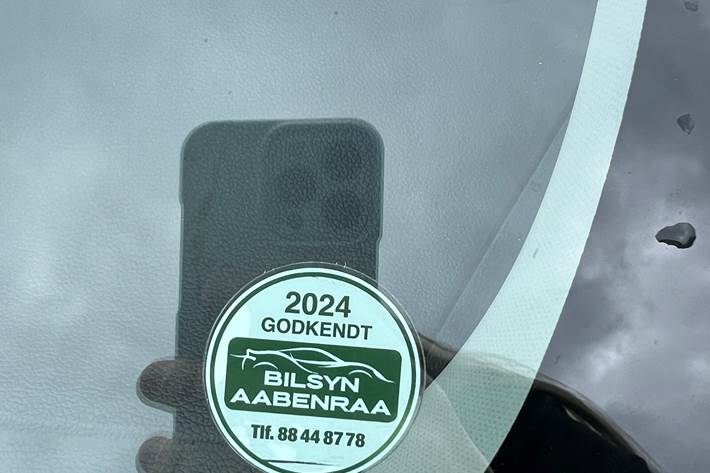 2024
GODKENDT
BILSYN
AABENRAA
Tlf. 88 44 87 78